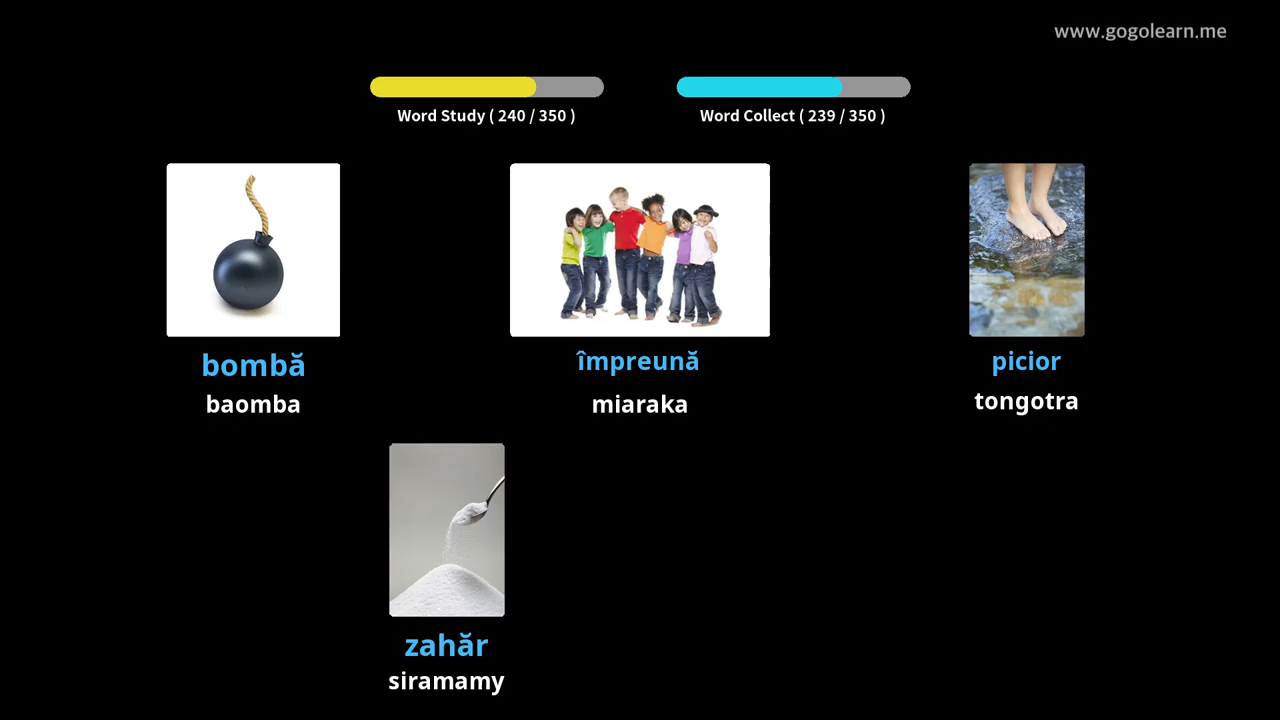 www.gogolearn.me
Word Study ( 240 / 350 )
Word Collect ( 239 / 350 )
bombă
baomba
împreună
miaraka
picior
tongotra
zahăr
siramamy